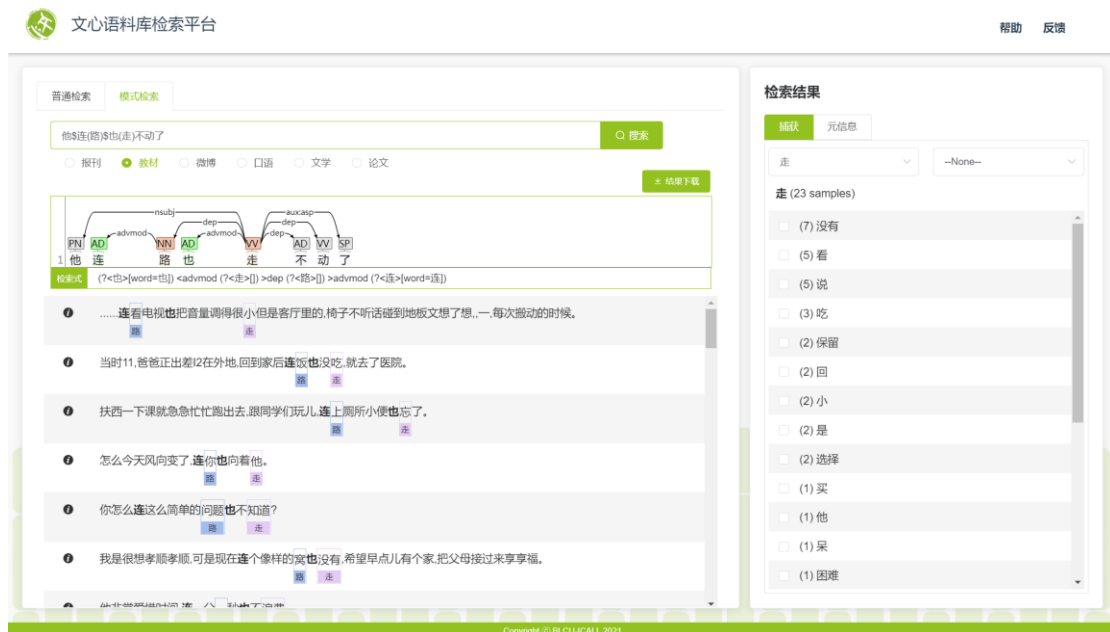 文心语料库检索平台
帮助 反馈
普通检索 模式检索
他$连(路)$也(走)不动了
搜索
报刊 教材 微博 口语 文学 论文
结果下载
nsubj auxcasp
dep dep
advmod advmod dep
PN AD NN AD VV AD VV SP
1 他 连 路 也 走 不 动 了
检索式 (?<也>[word=也]) <advmod (?<走>[]) >dep (?<路>[]) >advmod (?<连>[word=连])
......连看电视也把音量调得很小但是客厅里的,椅子不听话碰到地板文想了想,,一,每次搬动的时候。
路 走
当时11,爸爸正出差I2在外地,回到家后连饭也没吃,就去了医院。
路 走
扶西一下课就急急忙忙跑出去,跟同学们玩儿,连上厕所小便也忘了。
路 走
怎么今天风向变了,连你也向着他。
路 走
你怎么连这么简单的问题也不知道?
路 走
我是很想孝顺孝顺,可是现在连个像样的窝也没有,希望早点儿有个家,把父母接过来享享福。
路 走
检索结果
捕获 元信息
走 --None--
走 (23 samples)
(7) 没有
(5) 看
(5) 说
(3) 吃
(2) 保留
(2) 回
(2) 小
(2) 是
(2) 选择
(1) 买
(1) 他
(1) 呆
(1) 困难
Copyright © BLCU-ICALL 2021